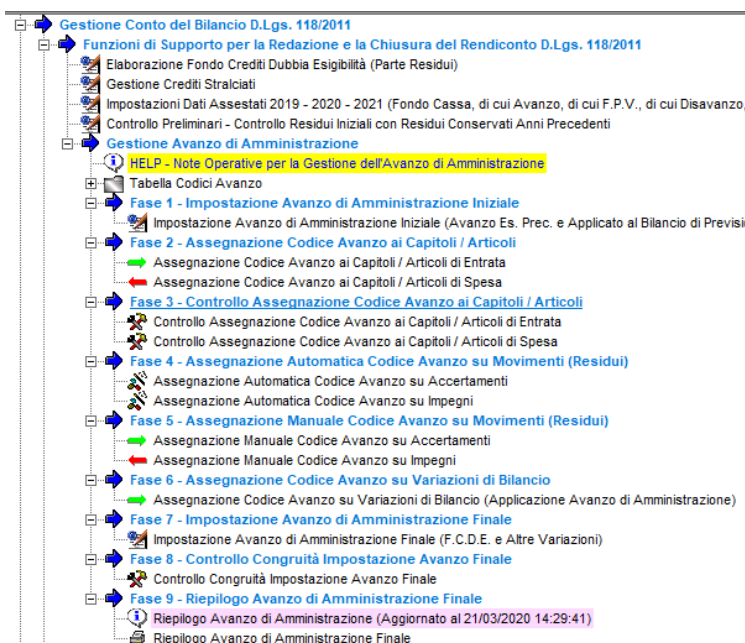 Gestione Conto del Bilancio D.Lgs. 118/2011
Funzioni di Supporto per la Redazione e la Chiusura del Rendiconto D.Lgs. 118/2011
Elaborazione Fondo Crediti Dubbia Esigibilità (Parte Residui)
Gestione Crediti Stralciati
Impostazioni Dati Assestati 2019 - 2020 - 2021 (Fondo Cassa, di cui Avanzo, di cui F.P.V., di cui Disavanzo,
Controllo Preliminari - Controllo Residui Iniziali con Residui Conservati Anni Precedenti
Gestione Avanzo di Amministrazione
HELP - Note Operative per la Gestione dell'Avanzo di Amministrazione
Tabella Codici Avanzo
Fase 1 - Impostazione Avanzo di Amministrazione Iniziale
Impostazione Avanzo di Amministrazione Iniziale (Avanzo Es. Prec. e Applicato al Bilancio di Previsi
Fase 2 - Assegnazione Codice Avanzo ai Capitoli / Articoli
Assegnazione Codice Avanzo ai Capitoli / Articoli di Entrata
Assegnazione Codice Avanzo ai Capitoli / Articoli di Spesa
Fase 3 - Controllo Assegnazione Codice Avanzo ai Capitoli / Articoli
Controllo Assegnazione Codice Avanzo ai Capitoli / Articoli di Entrata
Controllo Assegnazione Codice Avanzo ai Capitoli / Articoli di Spesa
Fase 4 - Assegnazione Automatica Codice Avanzo su Movimenti (Residui)
Assegnazione Automatica Codice Avanzo su Accertamenti
Assegnazione Automatica Codice Avanzo su Impegni
Fase 5 - Assegnazione Manuale Codice Avanzo su Movimenti (Residui)
Assegnazione Manuale Codice Avanzo su Accertamenti
Assegnazione Manuale Codice Avanzo su Impegni
Fase 6 - Assegnazione Codice Avanzo su Variazioni di Bilancio
Assegnazione Codice Avanzo su Variazioni di Bilancio (Applicazione Avanzo di Amministrazione)
Fase 7 - Impostazione Avanzo di Amministrazione Finale
Impostazione Avanzo di Amministrazione Finale (F.C.D.E. e Altre Variazioni)
Fase 8 - Controllo Congruità Impostazione Avanzo Finale
Controllo Congruità Impostazione Avanzo Finale
Fase 9 - Riepilogo Avanzo di Amministrazione Finale
Riepilogo Avanzo di Amministrazione (Aggiornato al 21/03/2020 14:29:41)
Riepilogo Avanzo di Amministrazione Finale